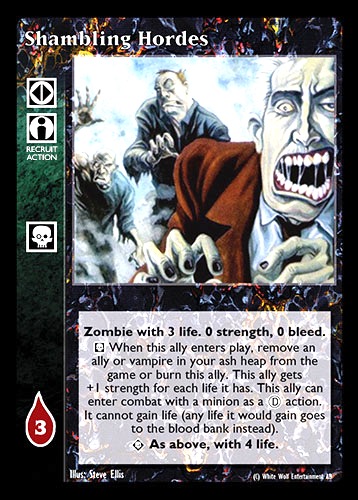 Shambling Hordes
RECRUIT
ACTION
Zombie with 3 life. 0 strength, 0 bleed.
When this ally enters play, remove an
ally or vampire in your ash heap from the
game or burn this ally. This ally gets
+1 strength for each life it has. This ally can
enter combat with a minion as a D action.
It cannot gain life (any life it would gain goes
to the blood bank instead).
As above, with 4 life.
3
Illus: Steve Ellis
(C) White Wolf Entertainment AB